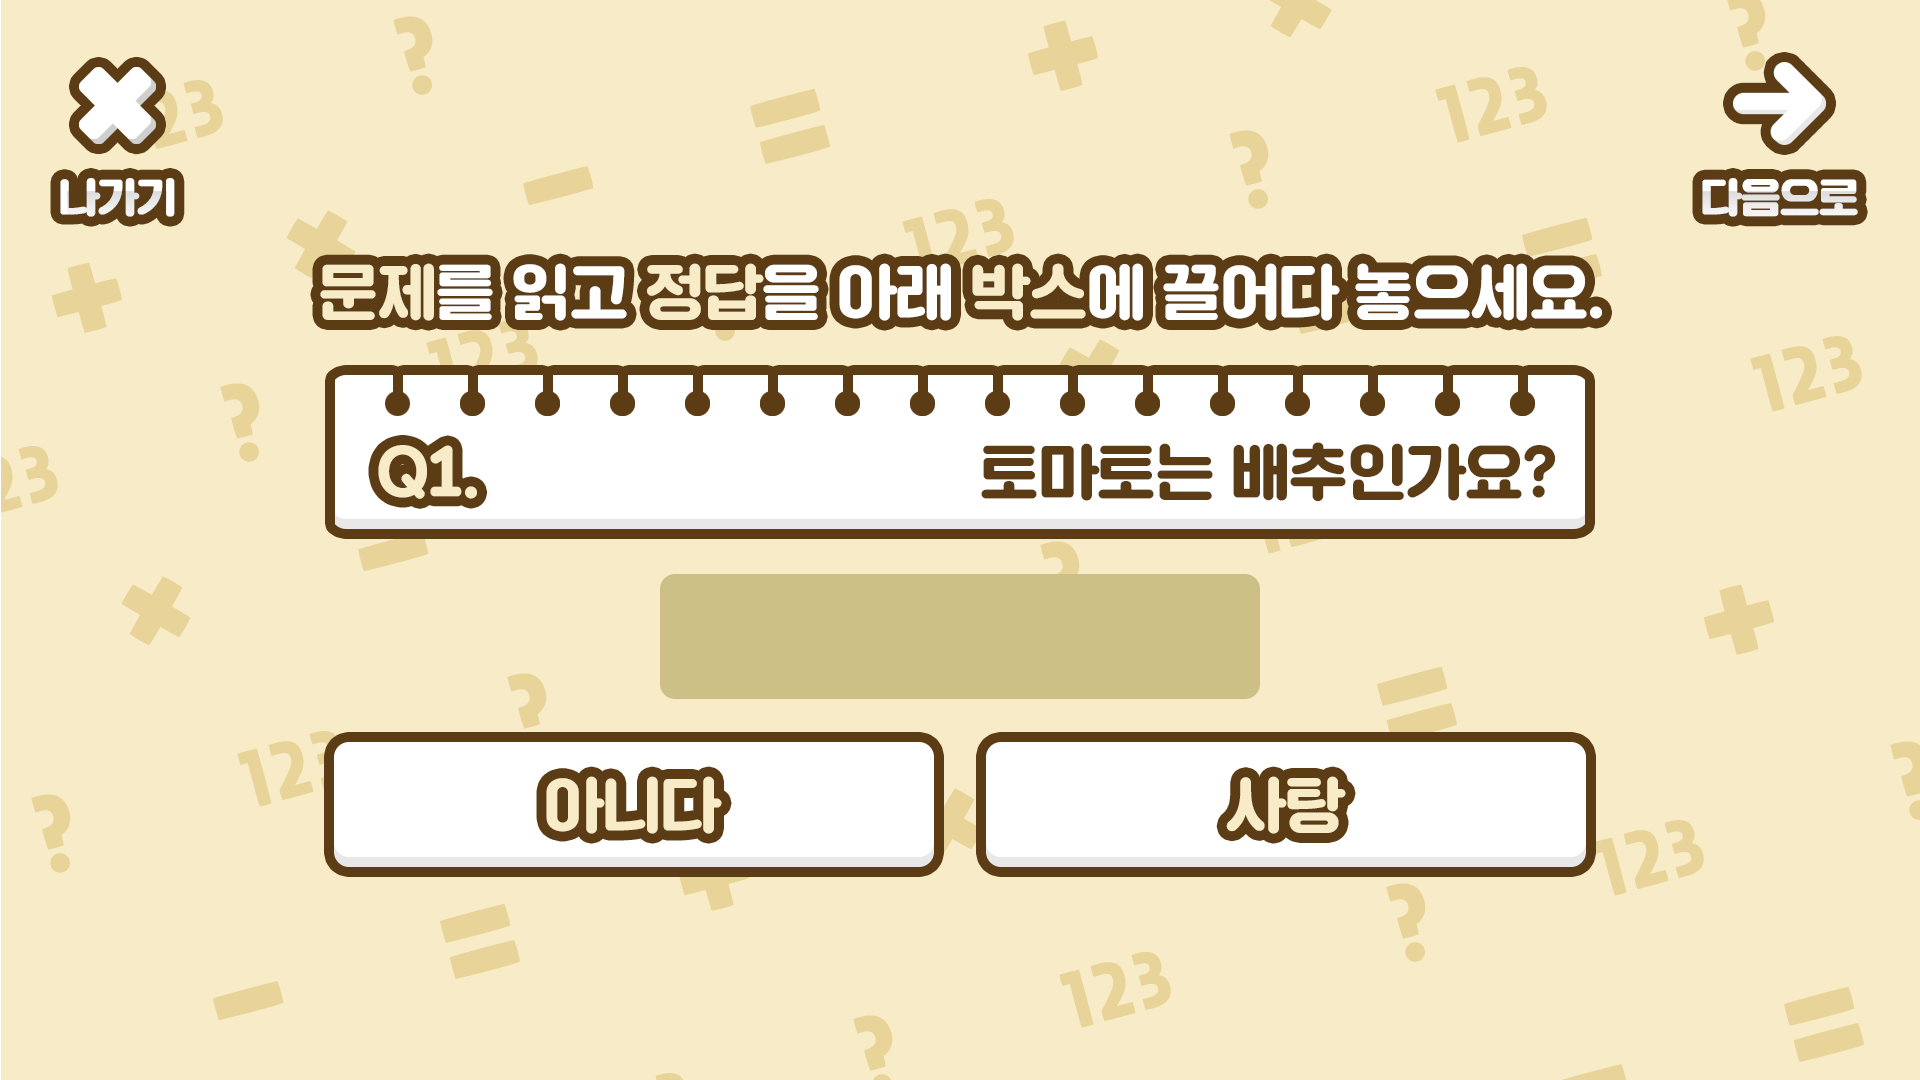 나가기
다음으로
문제를 읽고 정답을 아래 박스에 끌어다 놓으세요.
Q1. 토마토는 배추인가요?
아니다
사탕